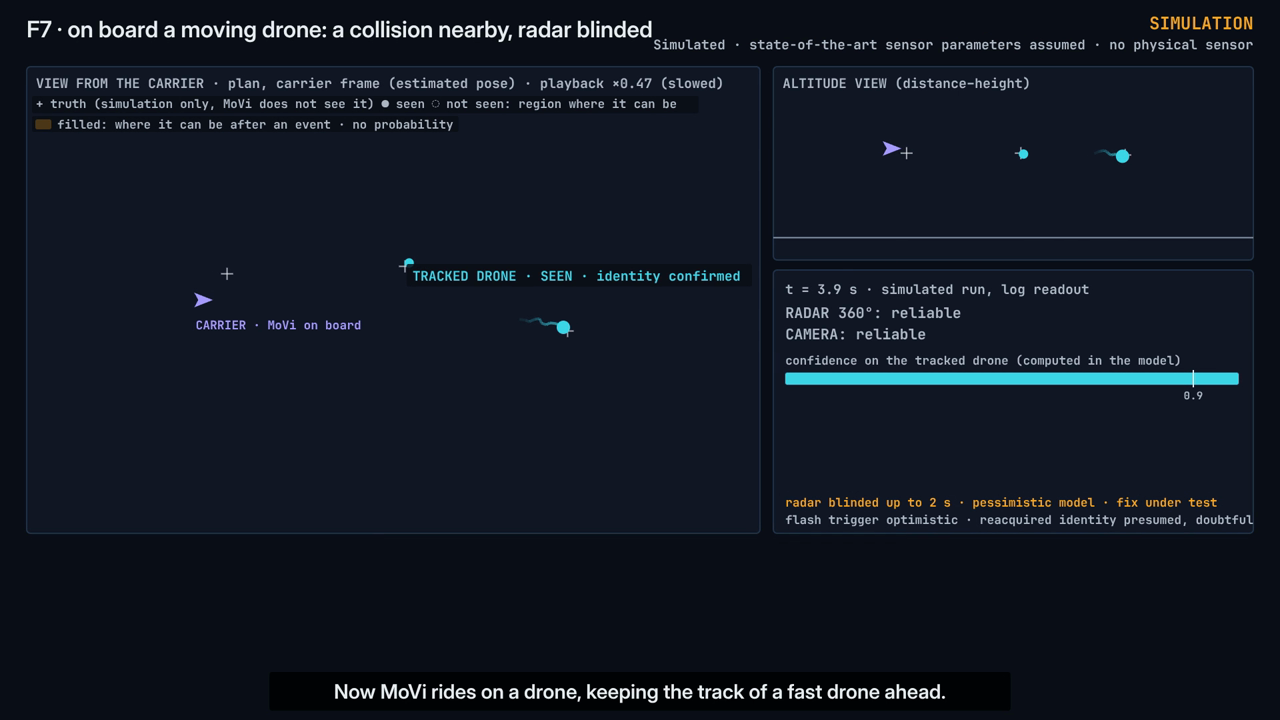 F7 · on board a moving drone: a collision nearby, radar blinded
SIMULATION
Simulated · state-of-the-art sensor parameters assumed · no physical sensor
VIEW FROM THE CARRIER · plan, carrier frame (estimated pose) · playback ×0.47 (slowed)
+ truth (simulation only, MoVi does not see it) ● seen ◌ not seen: region where it can be
filled: where it can be after an event · no probability
TRACKED DRONE · SEEN · identity confirmed
CARRIER · MoVi on board
ALTITUDE VIEW (distance-height)
t = 3.9 s · simulated run, log readout
RADAR 360°: reliable
CAMERA: reliable
confidence on the tracked drone (computed in the model)
0.9
radar blinded up to 2 s · pessimistic model · fix under test
flash trigger optimistic · reacquired identity presumed, doubtful
Now MoVi rides on a drone, keeping the track of a fast drone ahead.